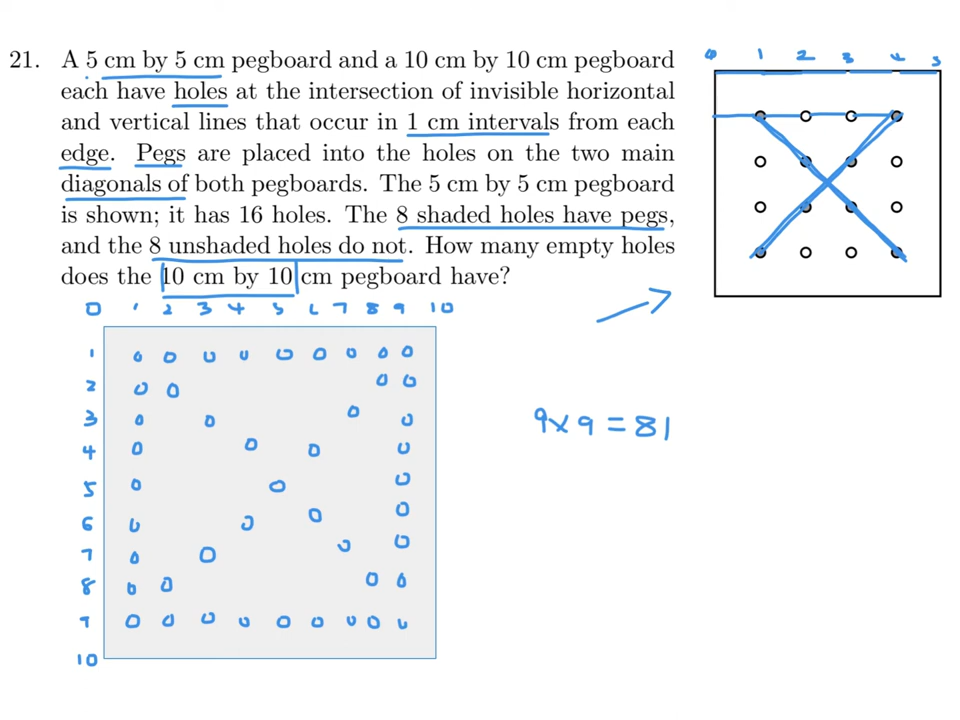 21. A 5 cm by 5 cm pegboard and a 10 cm by 10 cm pegboard
each have holes at the intersection of invisible horizontal
and vertical lines that occur in 1 cm intervals from each
edge. Pegs are placed into the holes on the two main
diagonals of both pegboards. The 5 cm by 5 cm pegboard
is shown; it has 16 holes. The 8 shaded holes have pegs,
and the 8 unshaded holes do not. How many empty holes
does the 10 cm by 10 cm pegboard have?
0 1 2 3 4 5
0 1 2 3 4 5 6 7 8 9 10
1
2
3
4
5
6
7
8
9
10
9 x 9 = 81